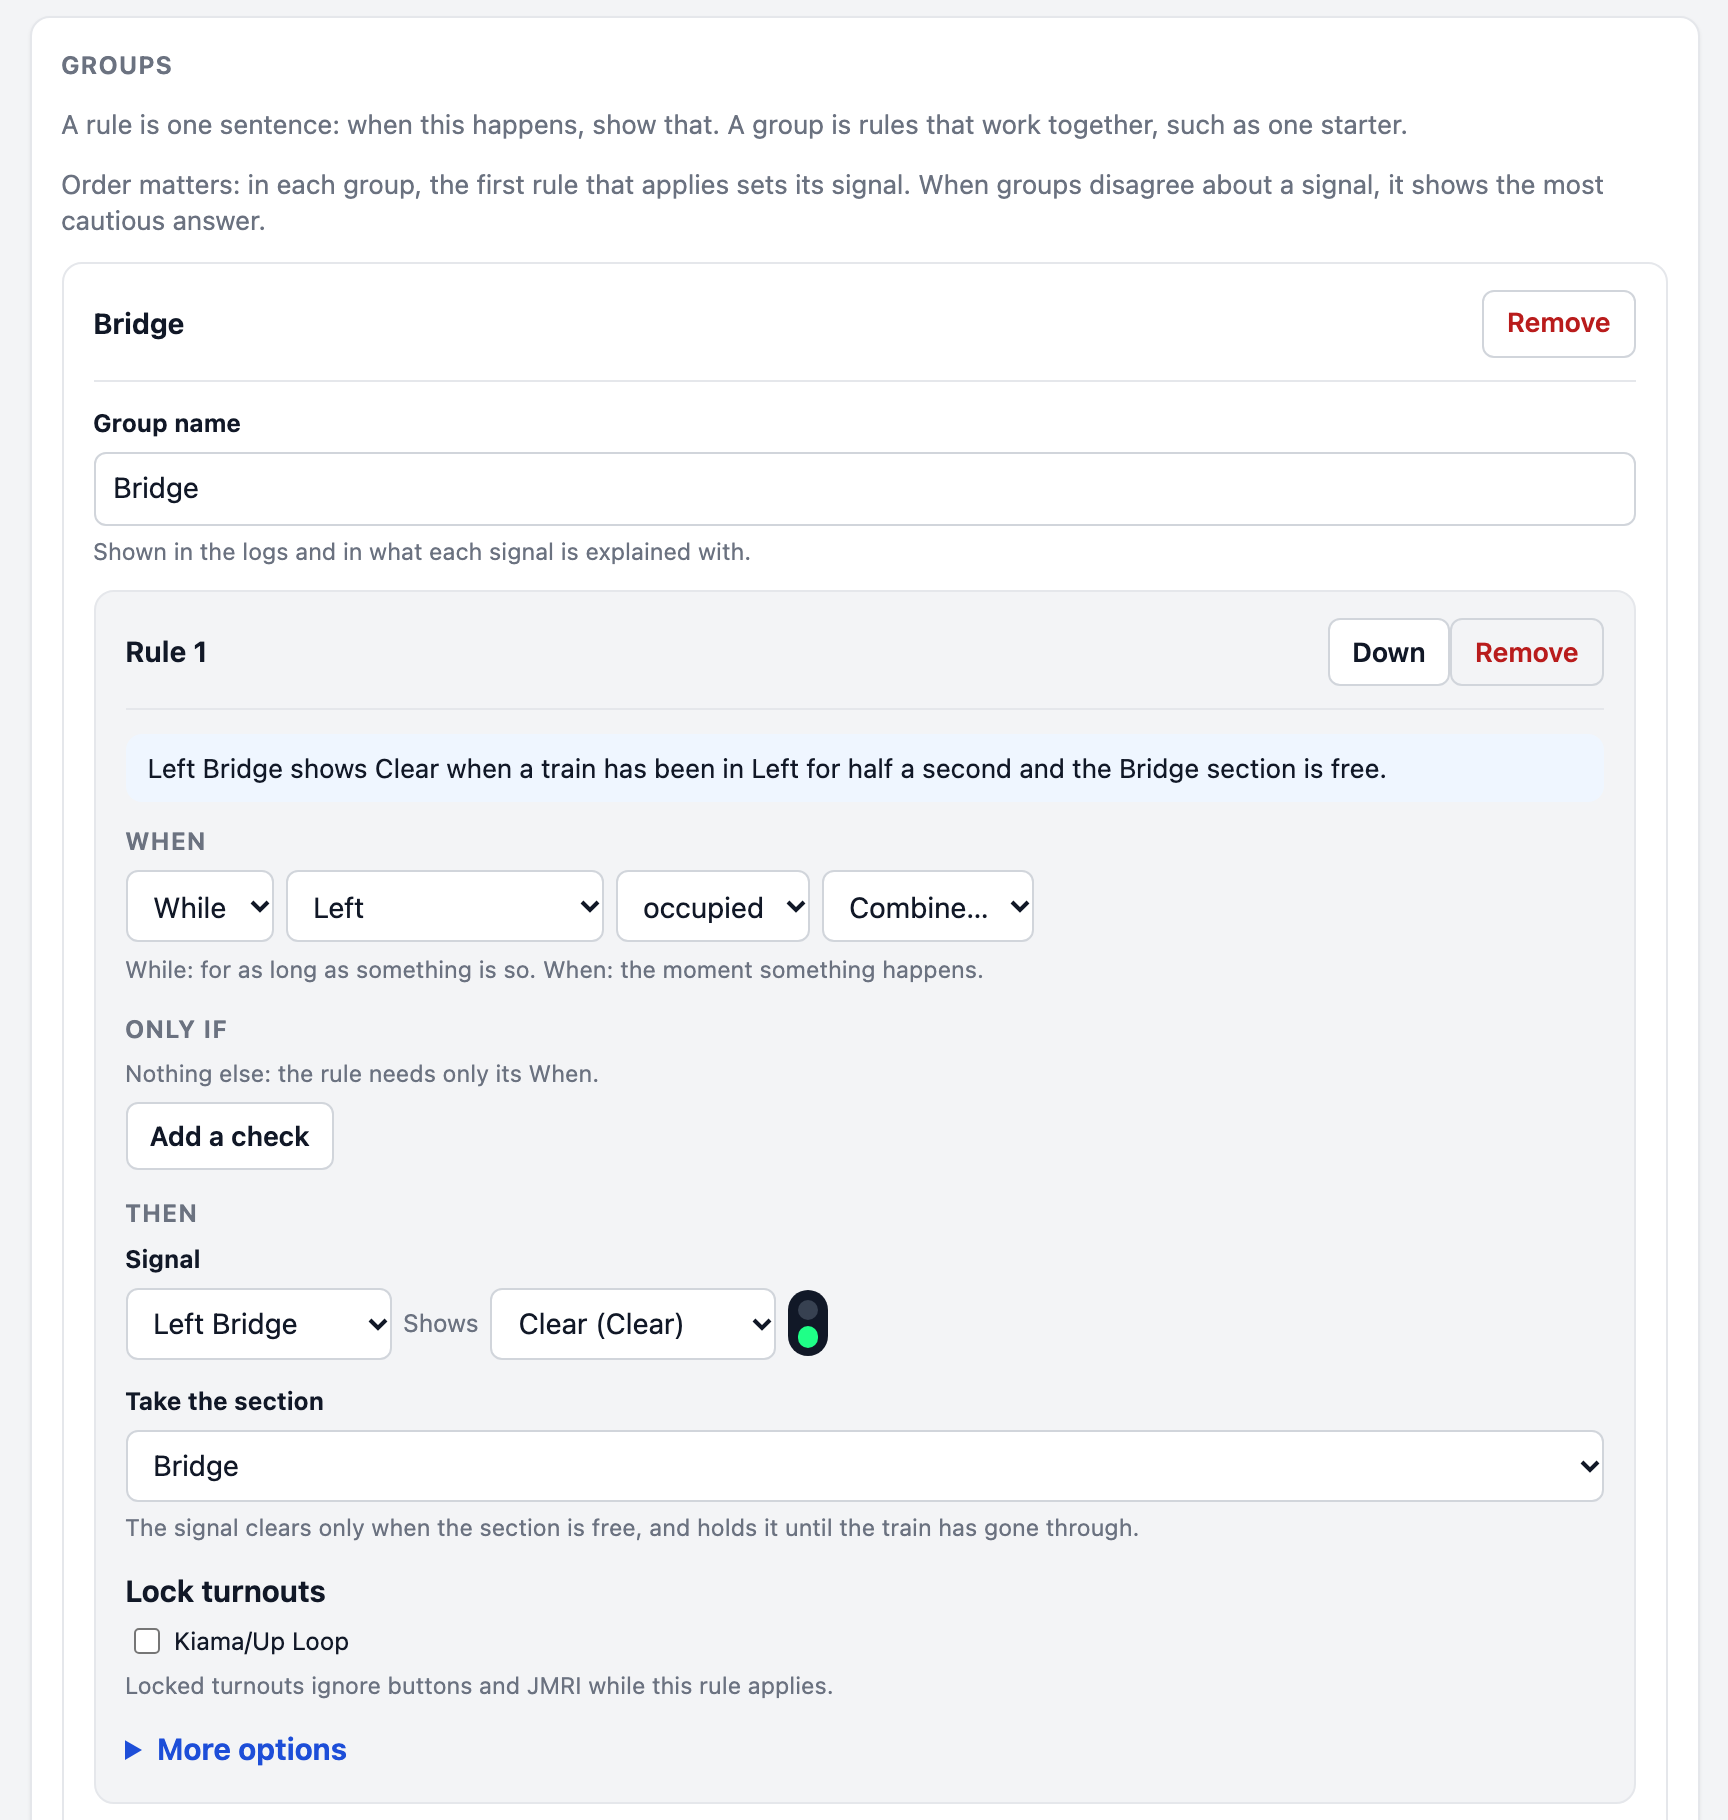 GROUPS
A rule is one sentence: when this happens, show that. A group is rules that work together, such as one starter.
Order matters: in each group, the first rule that applies sets its signal. When groups disagree about a signal, it shows the most
cautious answer.
Bridge
Remove
Group name
Bridge
Shown in the logs and in what each signal is explained with.
Rule 1
Down
Remove
Left Bridge shows Clear when a train has been in Left for half a second and the Bridge section is free.
WHEN
While
Left
occupied
Combine...
While: for as long as something is so. When: the moment something happens.
ONLY IF
Nothing else: the rule needs only its When.
Add a check
THEN
Signal
Left Bridge
Shows
Clear (Clear)
Take the section
Bridge
The signal clears only when the section is free, and holds it until the train has gone through.
Lock turnouts
Kiama/Up Loop
Locked turnouts ignore buttons and JMRI while this rule applies.
More options